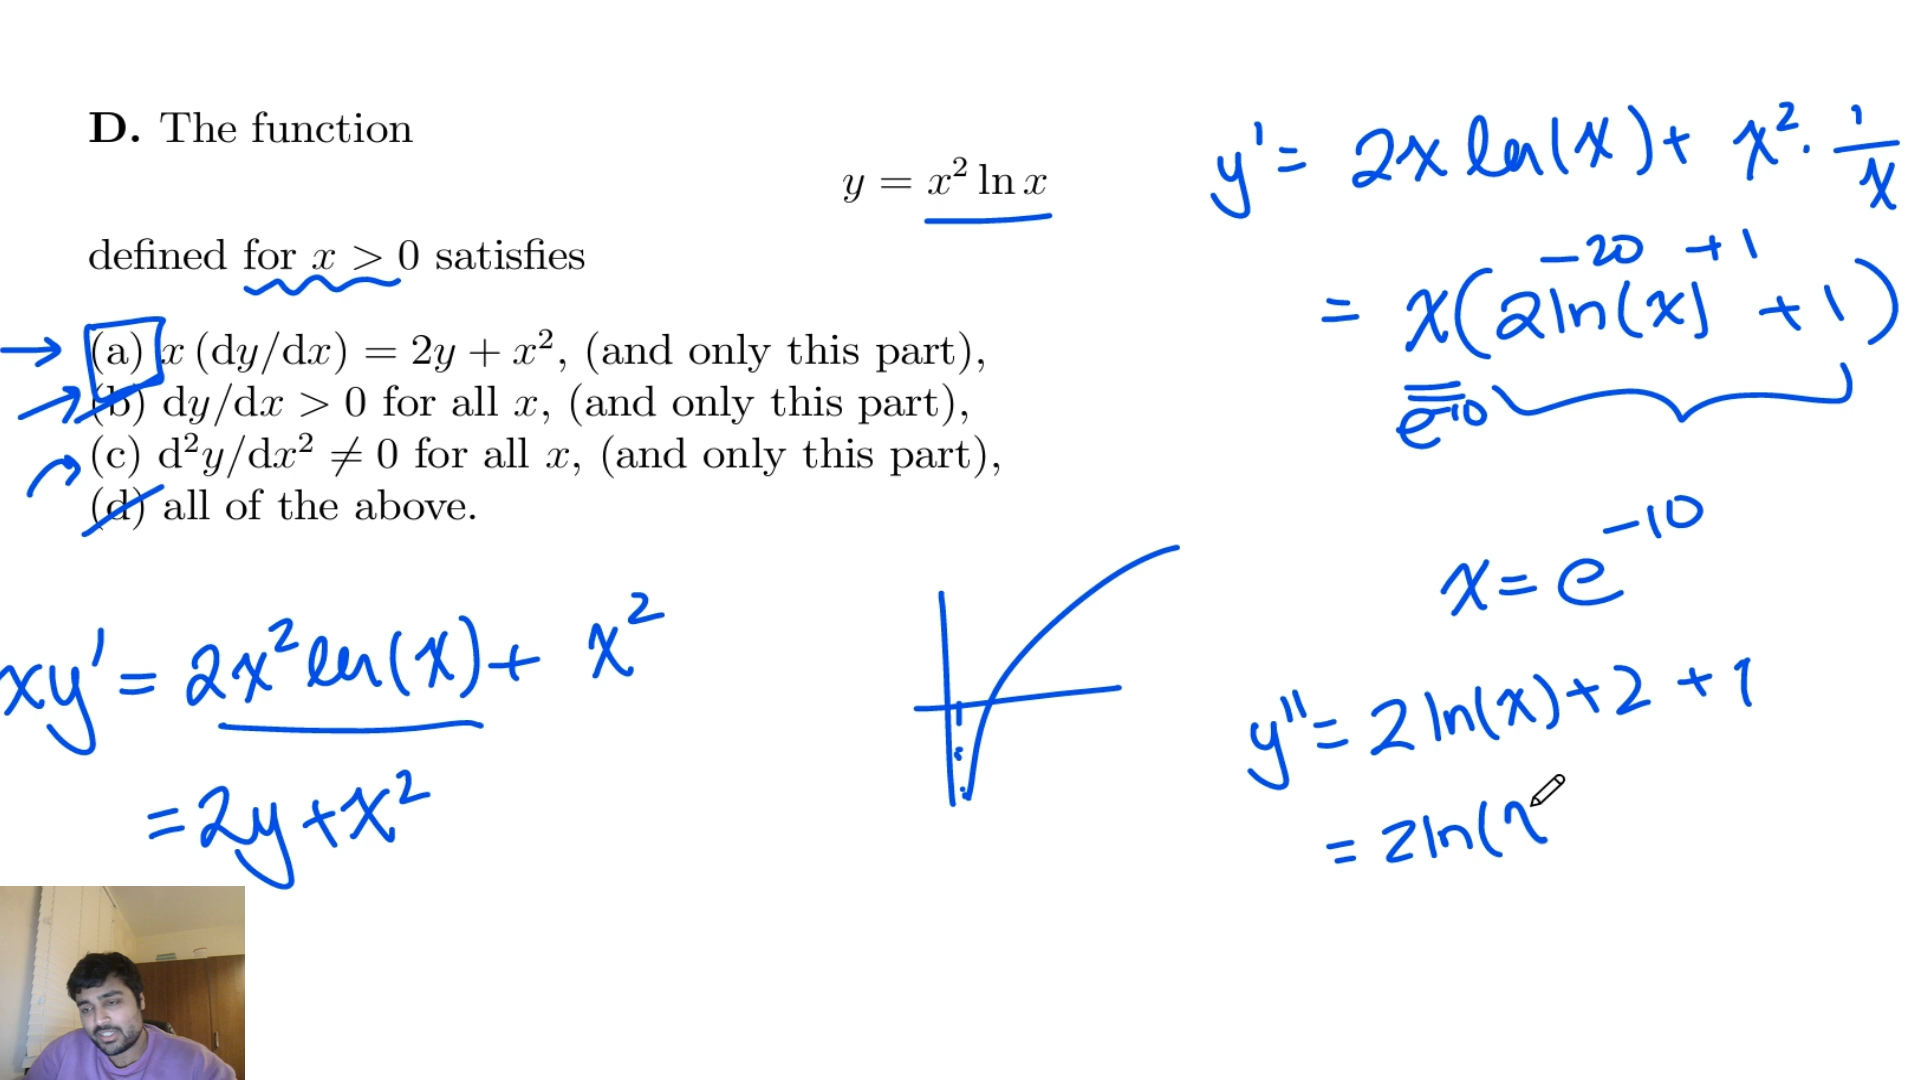 D. The function
y = x² ln x
defined for x > 0 satisfies
(a) x (dy/dx) = 2y + x², (and only this part),
(b) dy/dx > 0 for all x, (and only this part),
(c) d²y/dx² ≠ 0 for all x, (and only this part),
(d) all of the above.
xy' = 2x² ln(x) + x²
= 2y + x²
y' = 2x ln(x) + x² · 1/x
-20 + 1
= x(2ln(x) + 1)
e⁻¹⁰
x = e⁻¹⁰
y'' = 2 ln(x) + 2 + 1
= 2ln(x